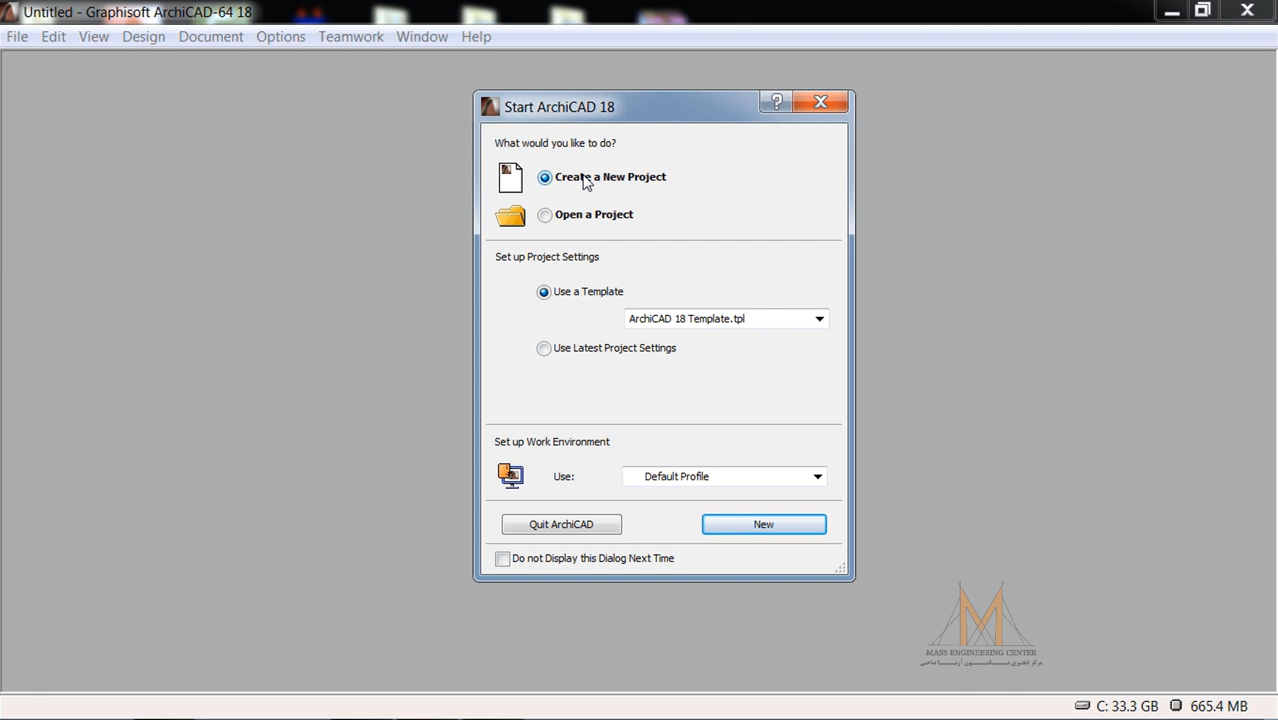 Untitled - Graphisoft ArchiCAD-64 18
File Edit View Design Document Options Teamwork Window Help
Start ArchiCAD 18
What would you like to do?
Create a New Project
Open a Project
Set up Project Settings
Use a Template
ArchiCAD 18 Template.tpl
Use Latest Project Settings
Set up Work Environment
Use: Default Profile
Quit ArchiCAD New
Do not Display this Dialog Next Time
MASS ENGINEERING CENTER
C: 33.3 GB 665.4 MB